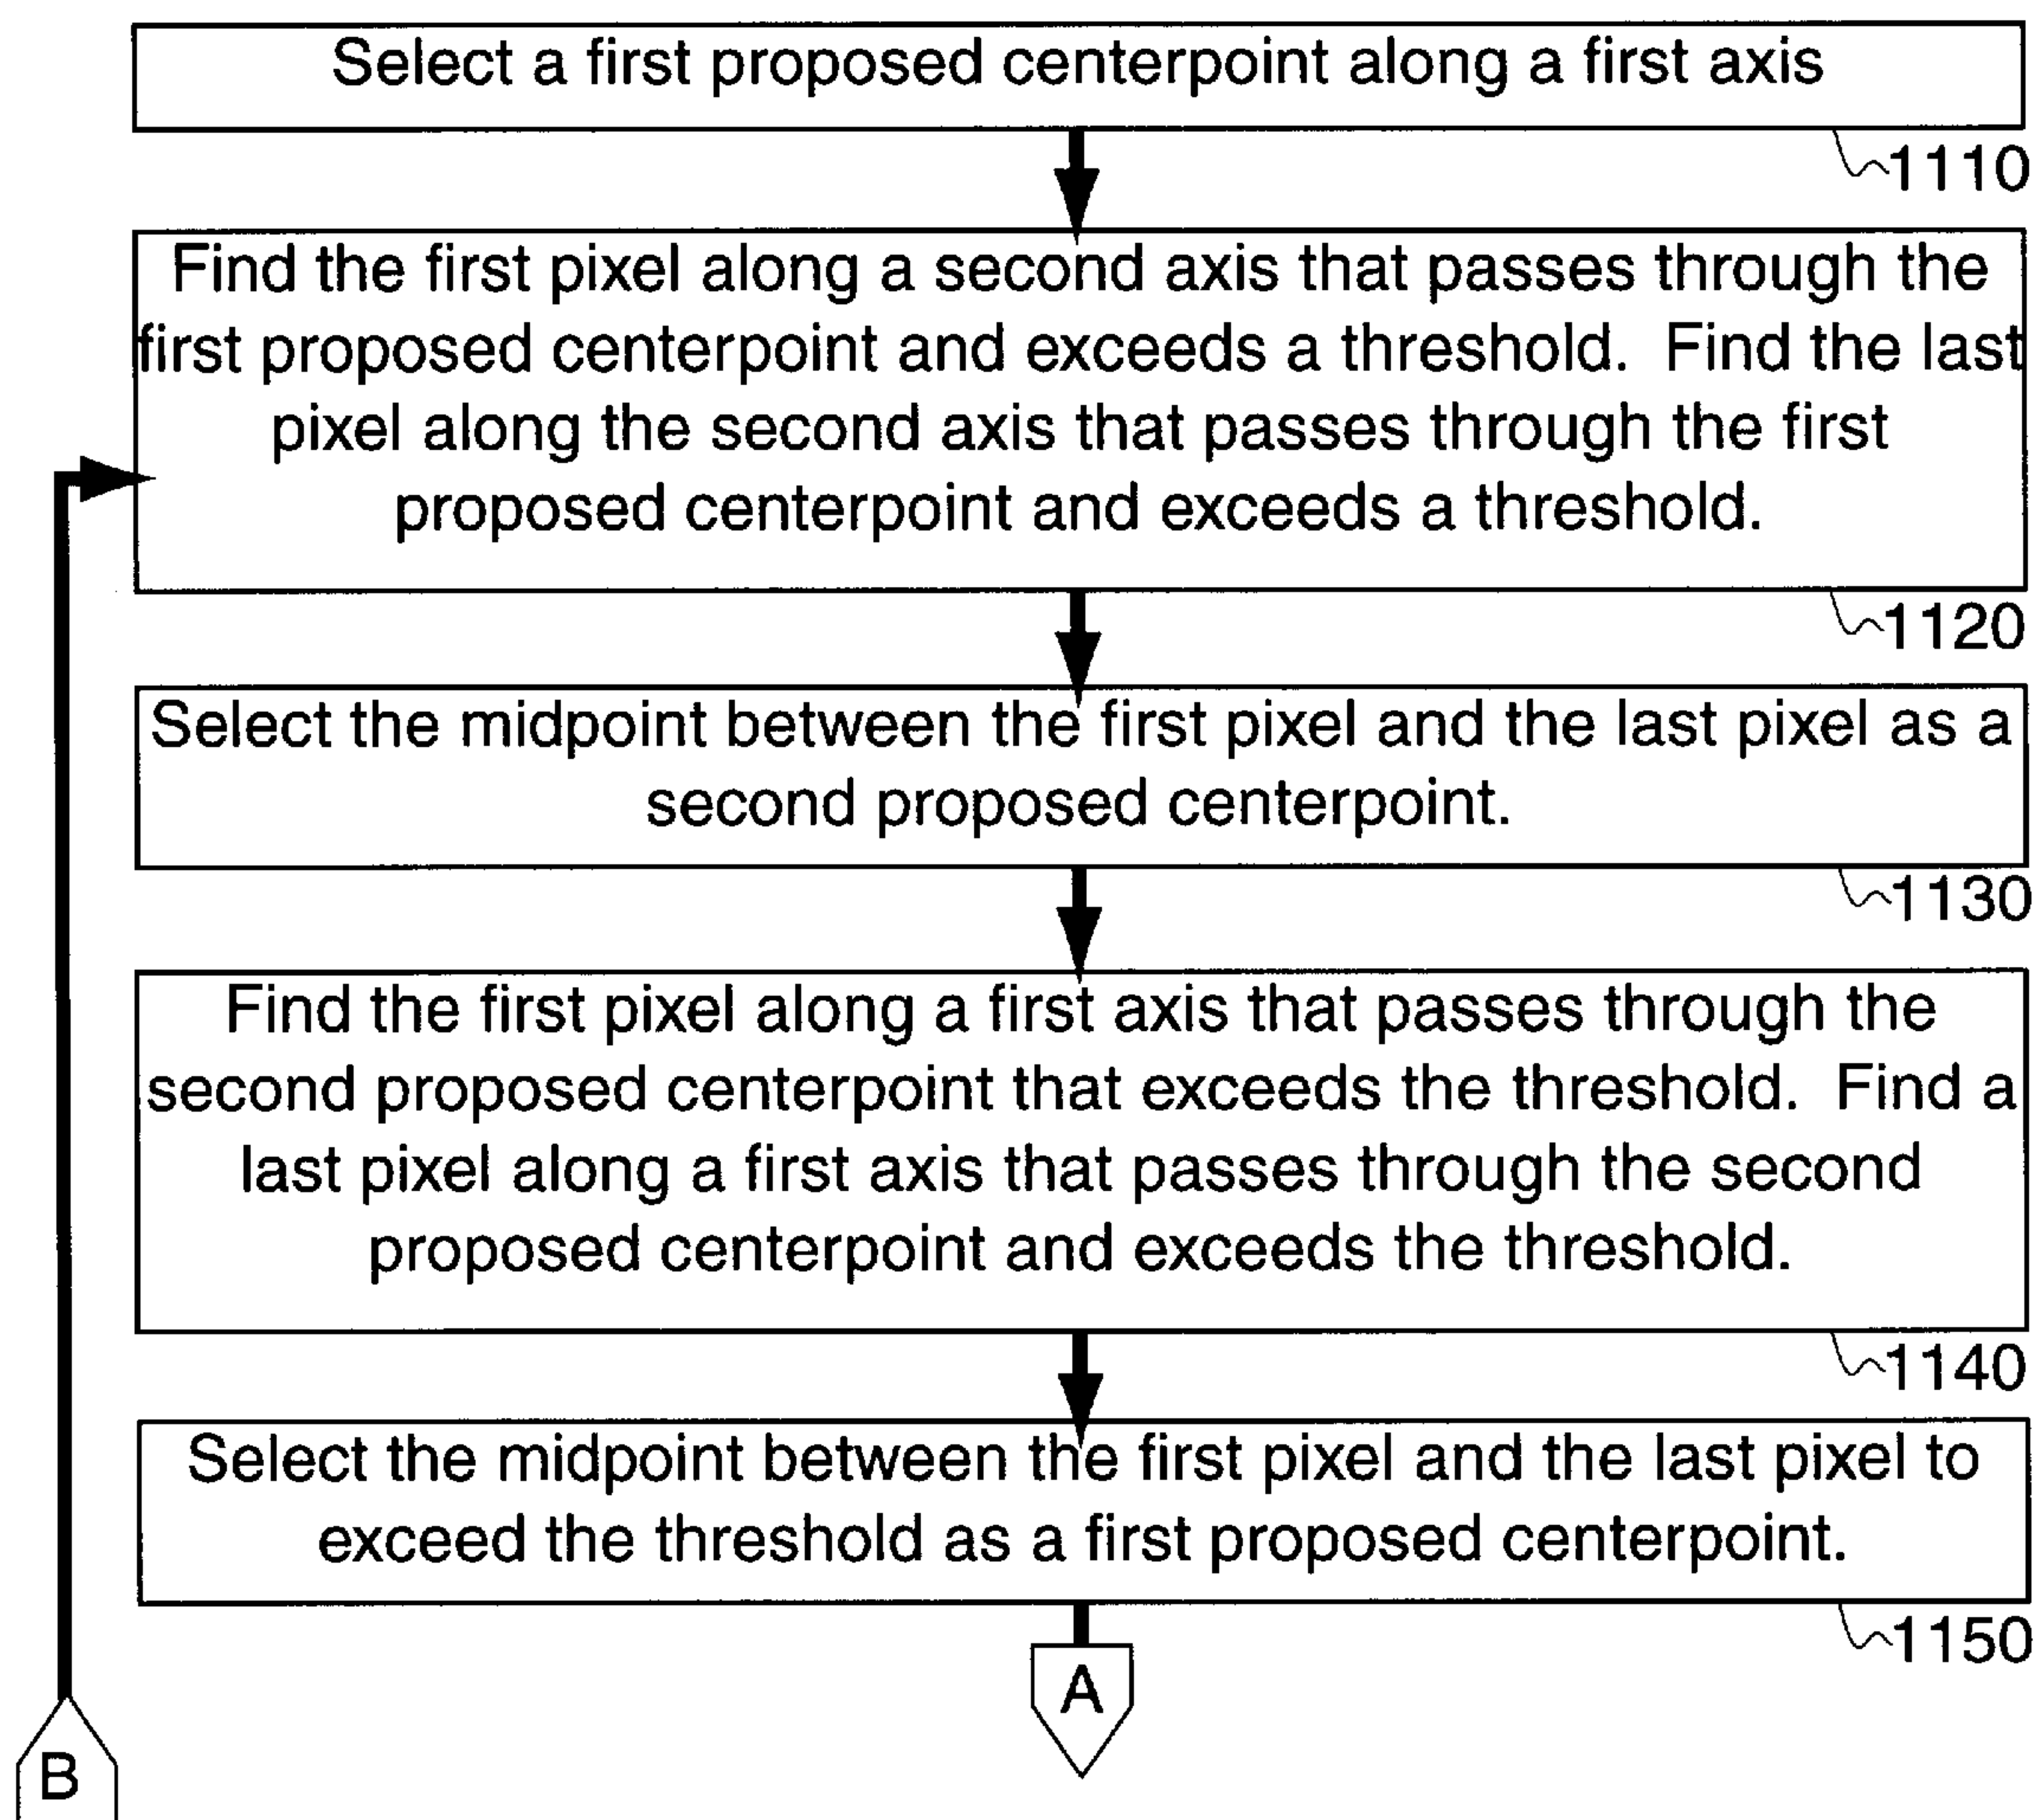 Select a first proposed centerpoint along a first axis
1110
Find the first pixel along a second axis that passes through the
first proposed centerpoint and exceeds a threshold.  Find the last
pixel along the second axis that passes through the first
proposed centerpoint and exceeds a threshold.
1120
Select the midpoint between the first pixel and the last pixel as a
second proposed centerpoint.
1130
Find the first pixel along a first axis that passes through the
second proposed centerpoint that exceeds the threshold.  Find a
last pixel along a first axis that passes through the second
proposed centerpoint and exceeds the threshold.
1140
Select the midpoint between the first pixel and the last pixel to
exceed the threshold as a first proposed centerpoint.
1150
A
B